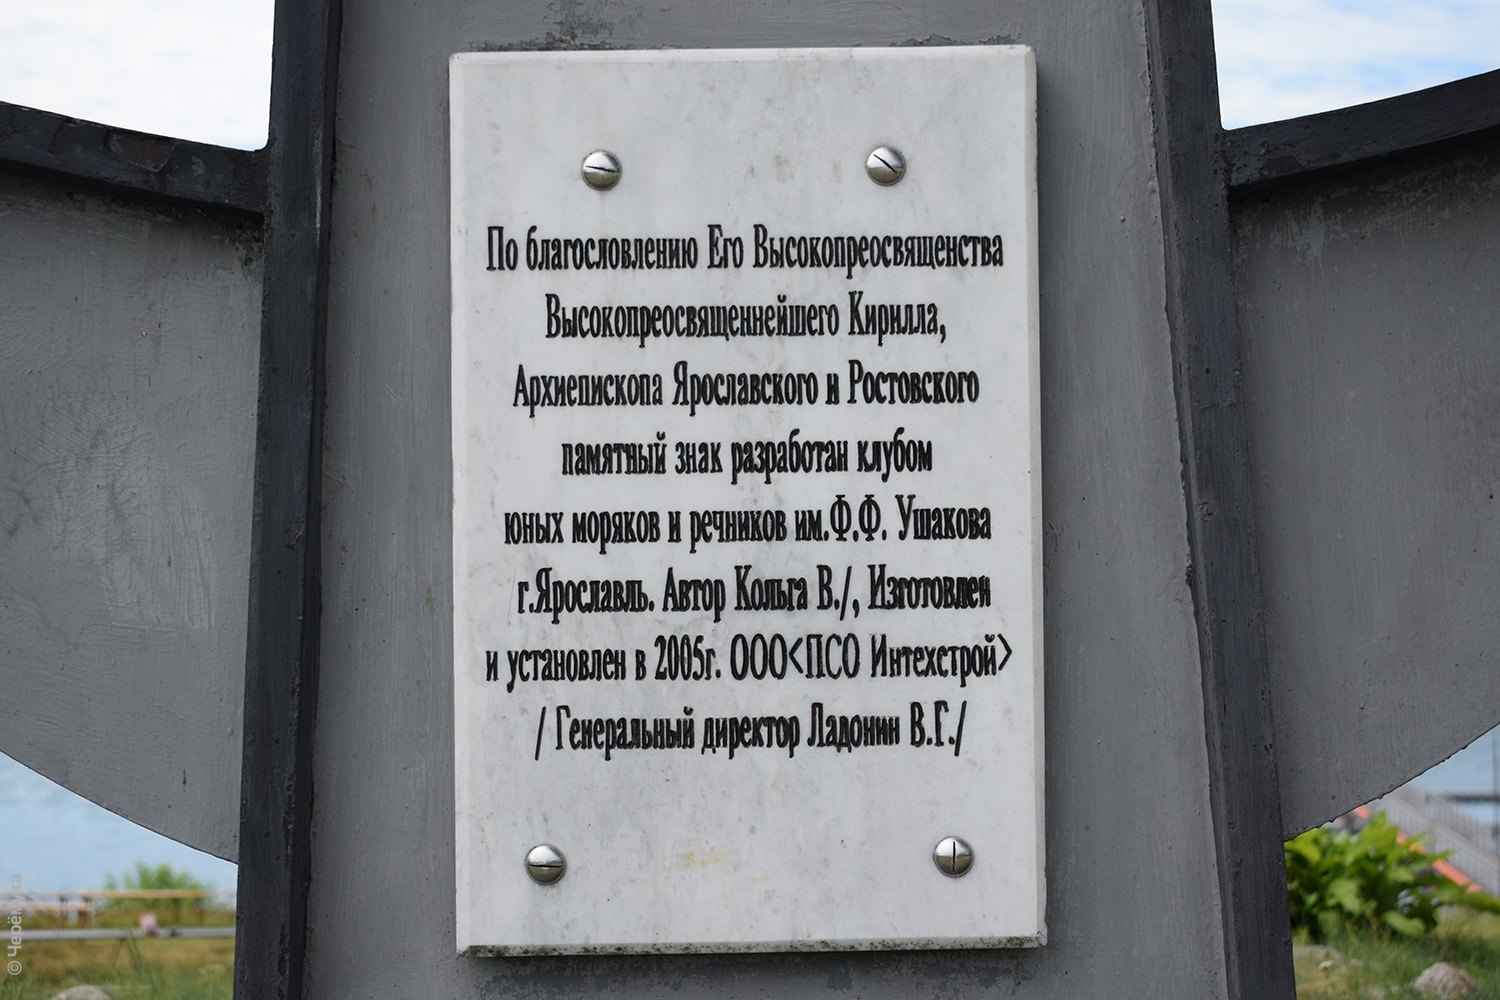 По благословлению Его Высокопреосвященства
Высокопреосвященнейшего Кирилла,
Архиепископа Ярославского и Ростовского
памятный знак разработан клубом
юных моряков и речников им.Ф.Ф. Ушакова
г.Ярославль. Автор Кольга В./, Изготовлен
и установлен в 2005г. ООО<ПСО Интехстрой>
/ Генеральный директор Ладонин В.Г./
© Черёмуха